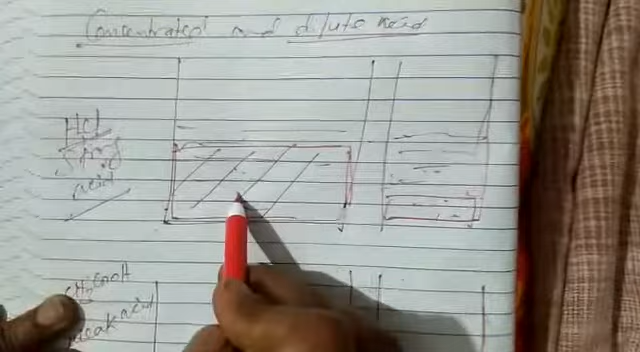 Concentrated and dilute acid
HCl
Strong
acid
CH3COOH
weak acid